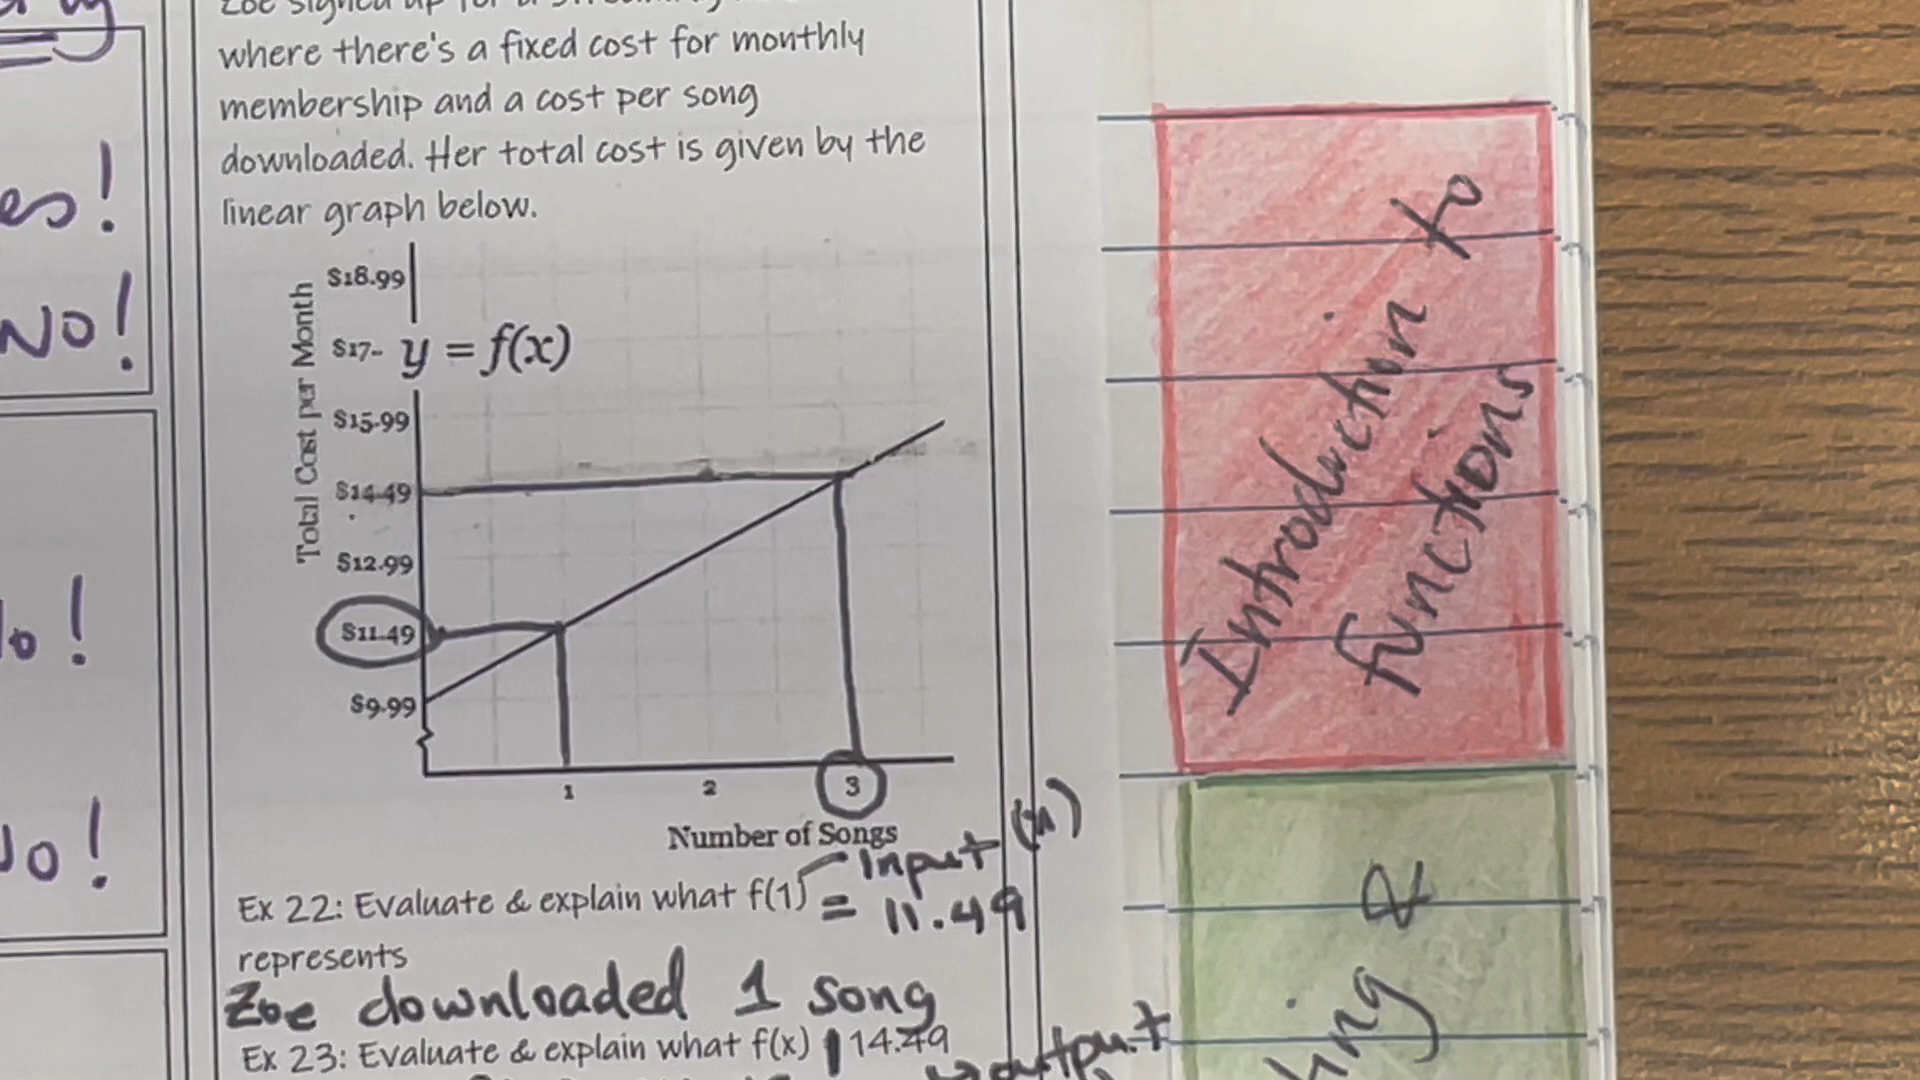 where there's a fixed cost for monthly
membership and a cost per song
downloaded. Her total cost is given by the
linear graph below.
Total Cost per Month
$18.99
$17-
y = f(x)
$15.99
$14.49
$12.99
$11.49
$9.99
1
2
3
Number of Songs
Input (x)
Ex 22: Evaluate & explain what f(1) = 11.49
represents
Zoe downloaded 1 song
Ex 23: Evaluate & explain what f(x) 14.49
output
es!
No!
o!
No!
Introduction to
functions
&